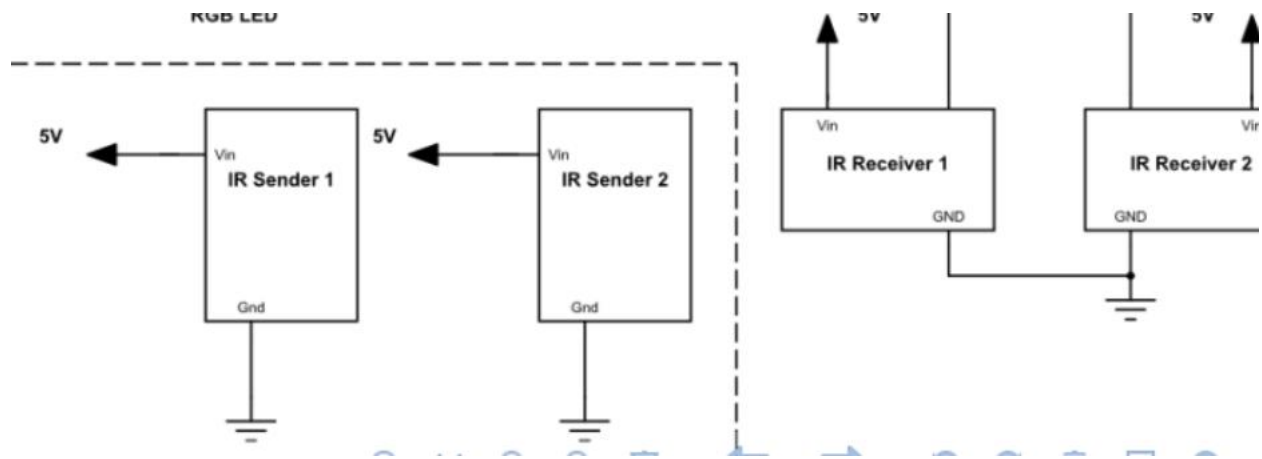 RGB LED
5V
5V
5V
Vin
IR Sender 1
Gnd
5V
Vin
IR Sender 2
Gnd
Vin
IR Receiver 1
GND
Vin
IR Receiver 2
GND